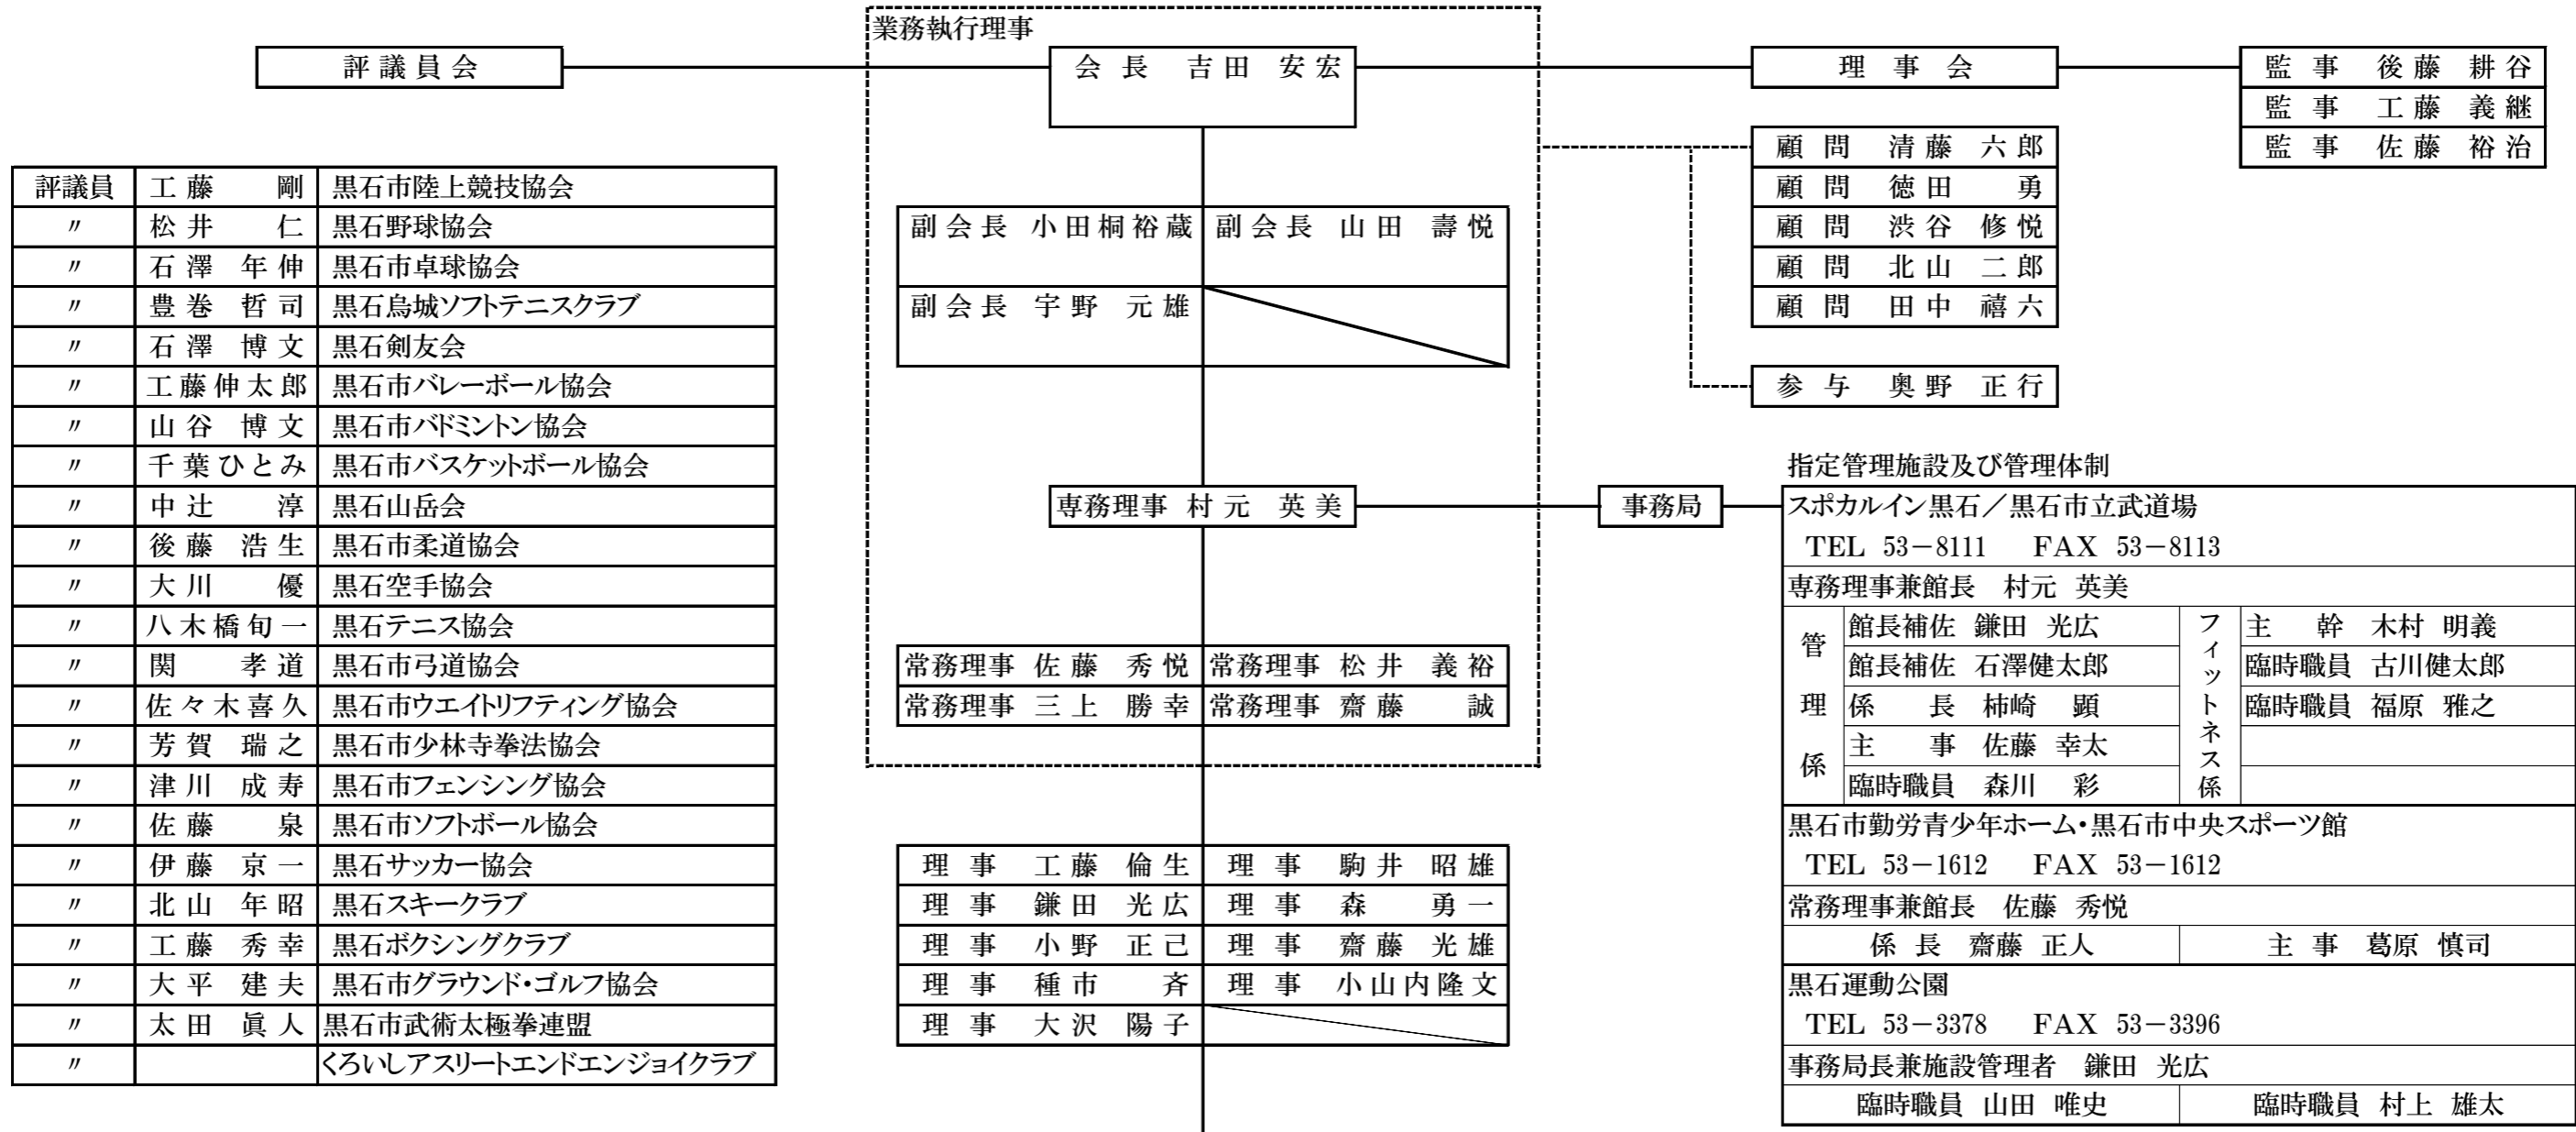 業務執行理事
評議員会
会長 吉田 安宏
理事会
監事 後藤 耕谷
監事 工藤 義継
監事 佐藤 裕治
顧問 清藤 六郎
顧問 徳田 勇
顧問 渋谷 修悦
顧問 北山 二郎
顧問 田中 禧六
参与 奥野 正行
評議員 工藤 剛 黒石市陸上競技協会
〃 松井 仁 黒石野球協会
〃 石澤 年伸 黒石市卓球協会
〃 豊巻 哲司 黒石烏城ソフトテニスクラブ
〃 石澤 博文 黒石剣友会
〃 工藤伸太郎 黒石市バレーボール協会
〃 山谷 博文 黒石市バドミントン協会
〃 千葉ひとみ 黒石市バスケットボール協会
〃 中辻 淳 黒石山岳会
〃 後藤 浩生 黒石市柔道協会
〃 大川 優 黒石空手協会
〃 八木橋旬一 黒石テニス協会
〃 関 孝道 黒石市弓道協会
〃 佐々木喜久 黒石市ウエイトリフティング協会
〃 芳賀 瑞之 黒石市少林寺拳法協会
〃 津川 成寿 黒石市フェンシング協会
〃 佐藤 泉 黒石市ソフトボール協会
〃 伊藤 京一 黒石サッカー協会
〃 北山 年昭 黒石スキークラブ
〃 工藤 秀幸 黒石ボクシングクラブ
〃 大平 建夫 黒石市グラウンド・ゴルフ協会
〃 太田 眞人 黒石市武術太極拳連盟
〃 くろいしアスリートエンドエンジョイクラブ
副会長 小田桐裕蔵 副会長 山田 壽悦
副会長 宇野 元雄
専務理事 村元 英美
事務局
常務理事 佐藤 秀悦 常務理事 松井 義裕
常務理事 三上 勝幸 常務理事 齋藤 誠
理事 工藤 倫生 理事 駒井 昭雄
理事 鎌田 光広 理事 森 勇一
理事 小野 正己 理事 齋藤 光雄
理事 種市 斉 理事 小山内隆文
理事 大沢 陽子
指定管理施設及び管理体制
スポカルイン黒石/黒石市立武道場
TEL 53-8111 FAX 53-8113
専務理事兼館長 村元 英美
管理係
館長補佐 鎌田 光広
館長補佐 石澤健太郎
係長 柿崎 顕
主事 佐藤 幸太
臨時職員 森川 彩
フィットネス係
主幹 木村 明義
臨時職員 古川健太郎
臨時職員 福原 雅之
黒石市勤労青少年ホーム・黒石市中央スポーツ館
TEL 53-1612 FAX 53-1612
常務理事兼館長 佐藤 秀悦
係長 齋藤 正人 主事 葛原 慎司
黒石運動公園
TEL 53-3378 FAX 53-3396
事務局長兼施設管理者 鎌田 光広
臨時職員 山田 唯史 臨時職員 村上 雄太